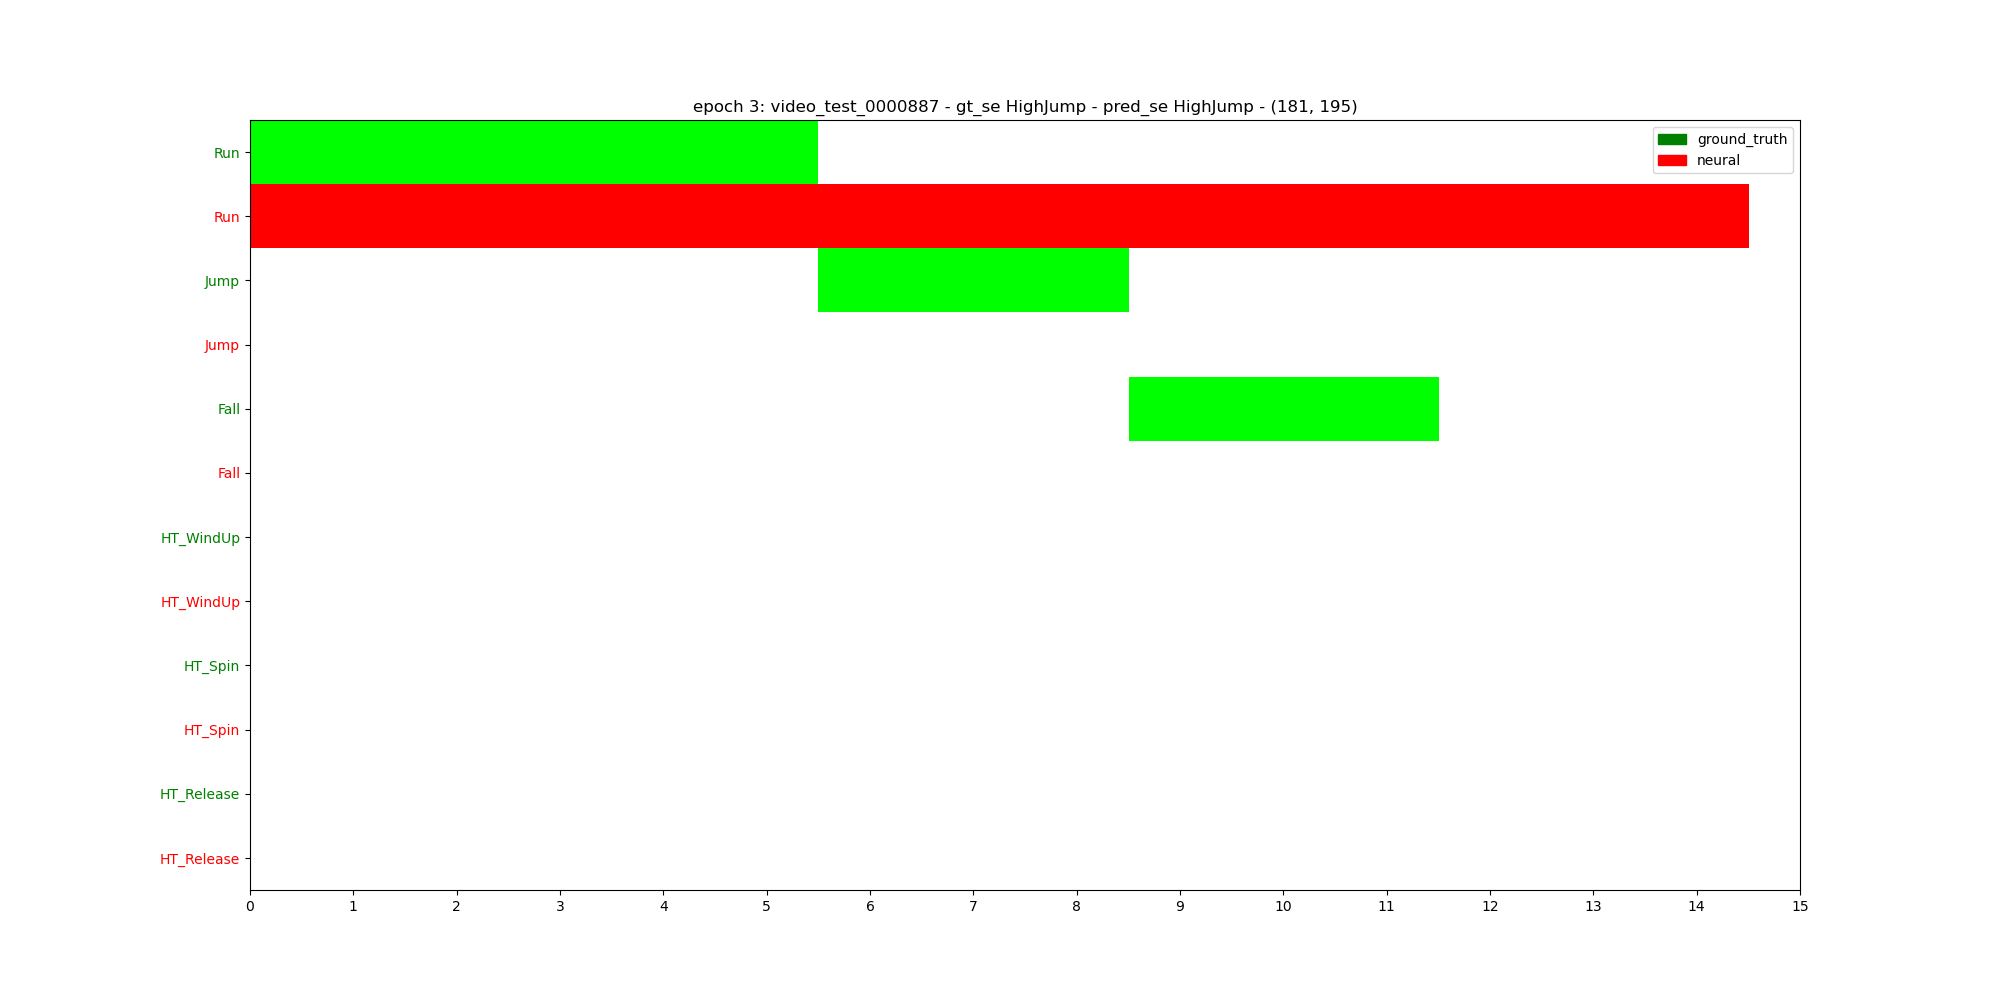 epoch 3: video_test_0000887 - gt_se HighJump - pred_se HighJump - (181, 195)
ground_truth
neural
Run
Run
Jump
Jump
Fall
Fall
HT_WindUp
HT_WindUp
HT_Spin
HT_Spin
HT_Release
HT_Release
0 1 2 3 4 5 6 7 8 9 10 11 12 13 14 15